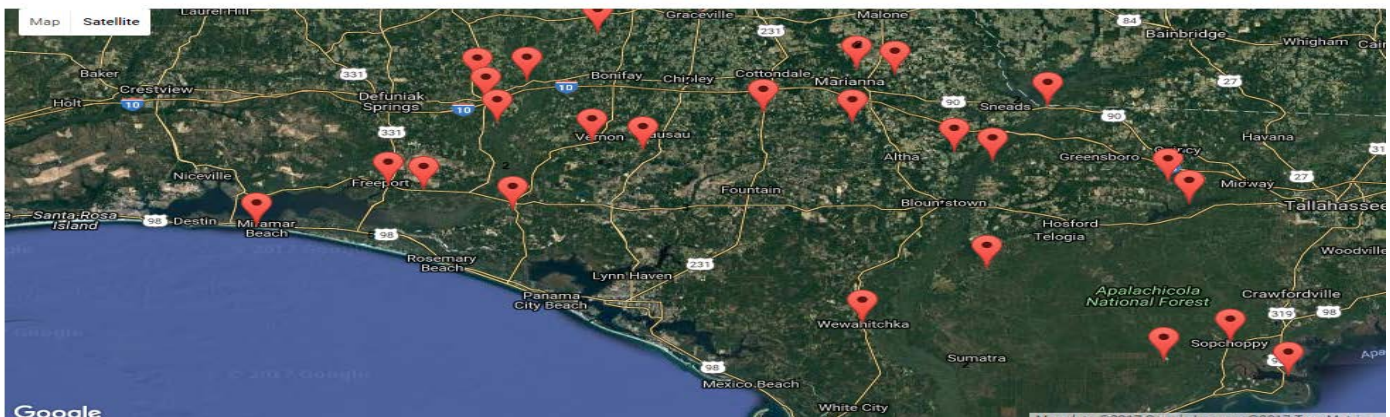 Map Satellite
Laurel Hill
Graceville
Malone
231
84
Bainbridge
Whigham
331
Baker
Crestview
Bonifay
Chipley
Cottondale
Marianna
27
Holt
10
Defuniak
Springs
10
10
90
Sneads
90
331
Vernon
Havana
Altha
Greensboro
Niceville
Freeport
2
Fountain
Midway
27
Blountstown
Tallahassee
Santa Rosa
Island
98
Destin
Miramar
Beach
98
Hosford
Telogia
Woodville
Rosemary
Beach
Lynn Haven
231
Panama
City Beach
Apalachicola
National Forest
Crawfordville
319
98
Wewahitchka
Sopchoppy
Sumatra
2
98
Mexico Beach
White City
Google